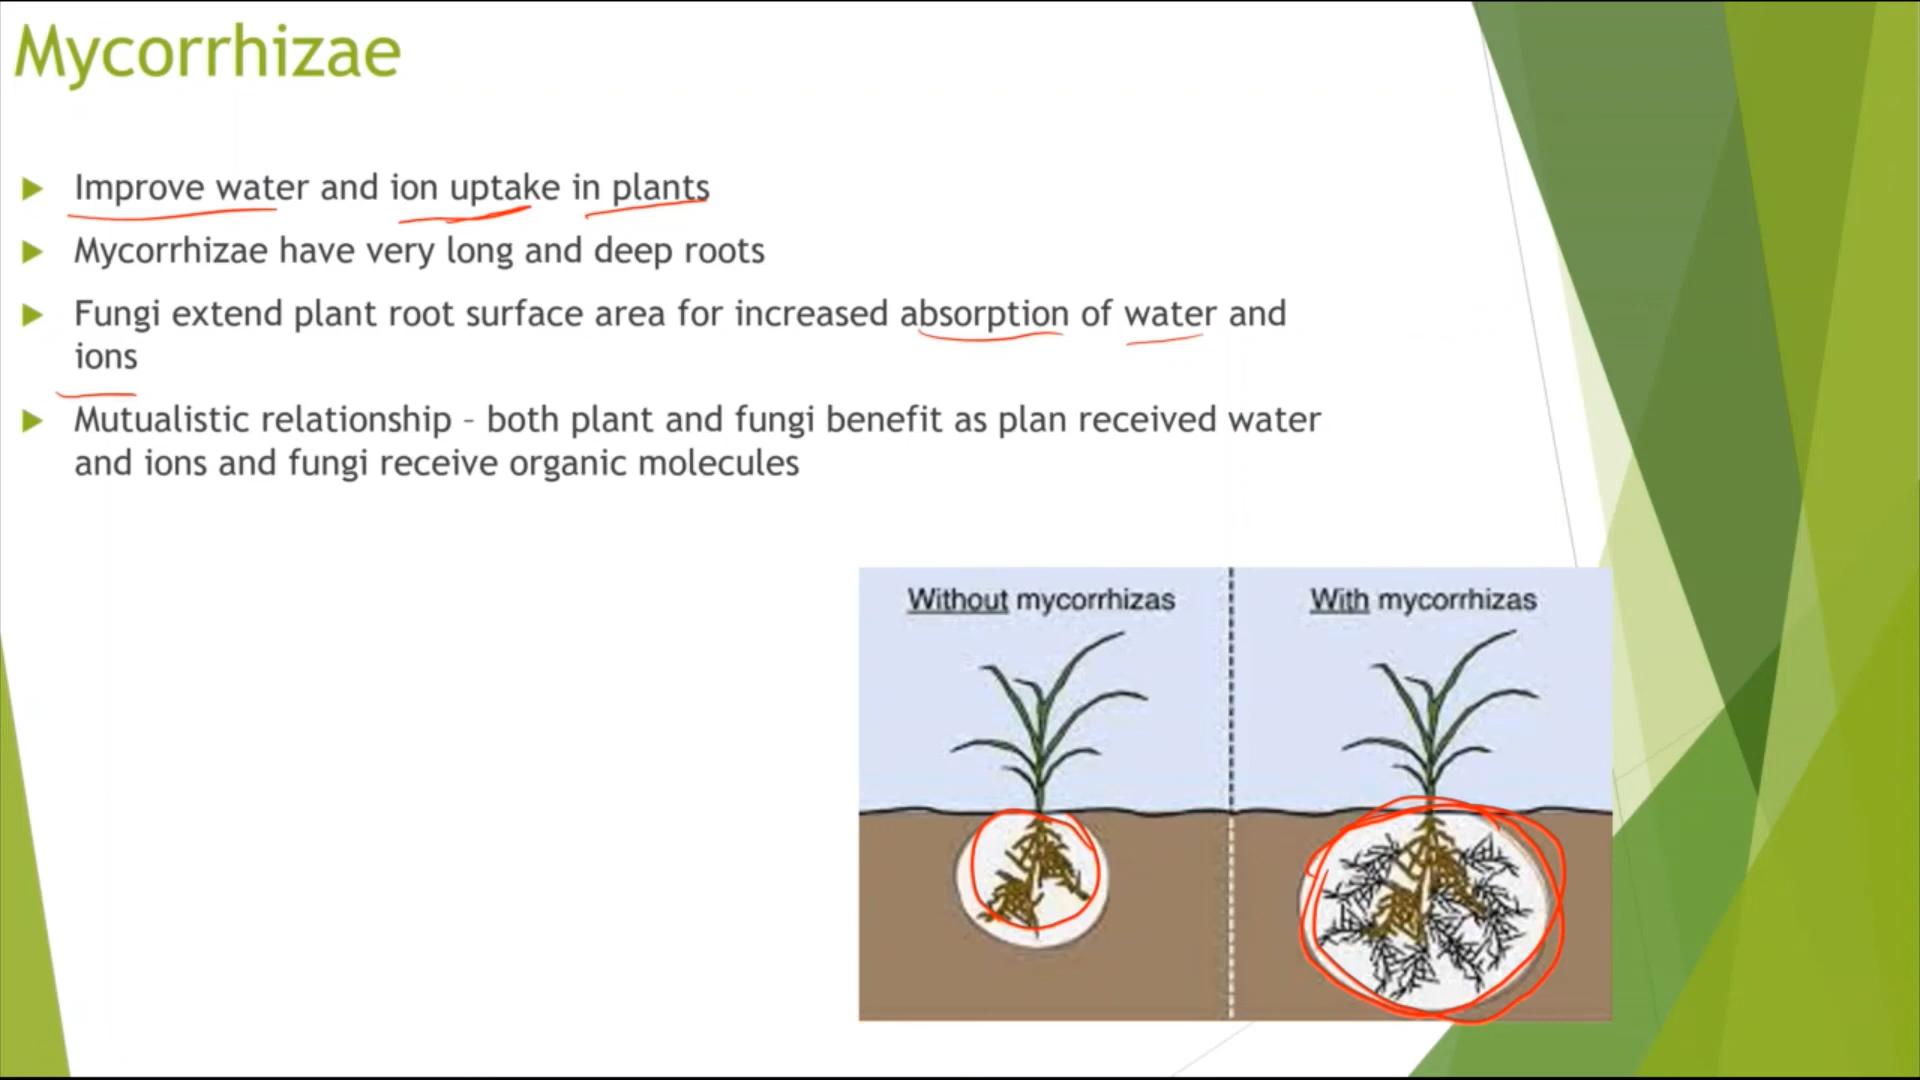 Mycorrhizae
Improve water and ion uptake in plants
Mycorrhizae have very long and deep roots
Fungi extend plant root surface area for increased absorption of water and
ions
Mutualistic relationship – both plant and fungi benefit as plan received water
and ions and fungi receive organic molecules
Without mycorrhizas
With mycorrhizas